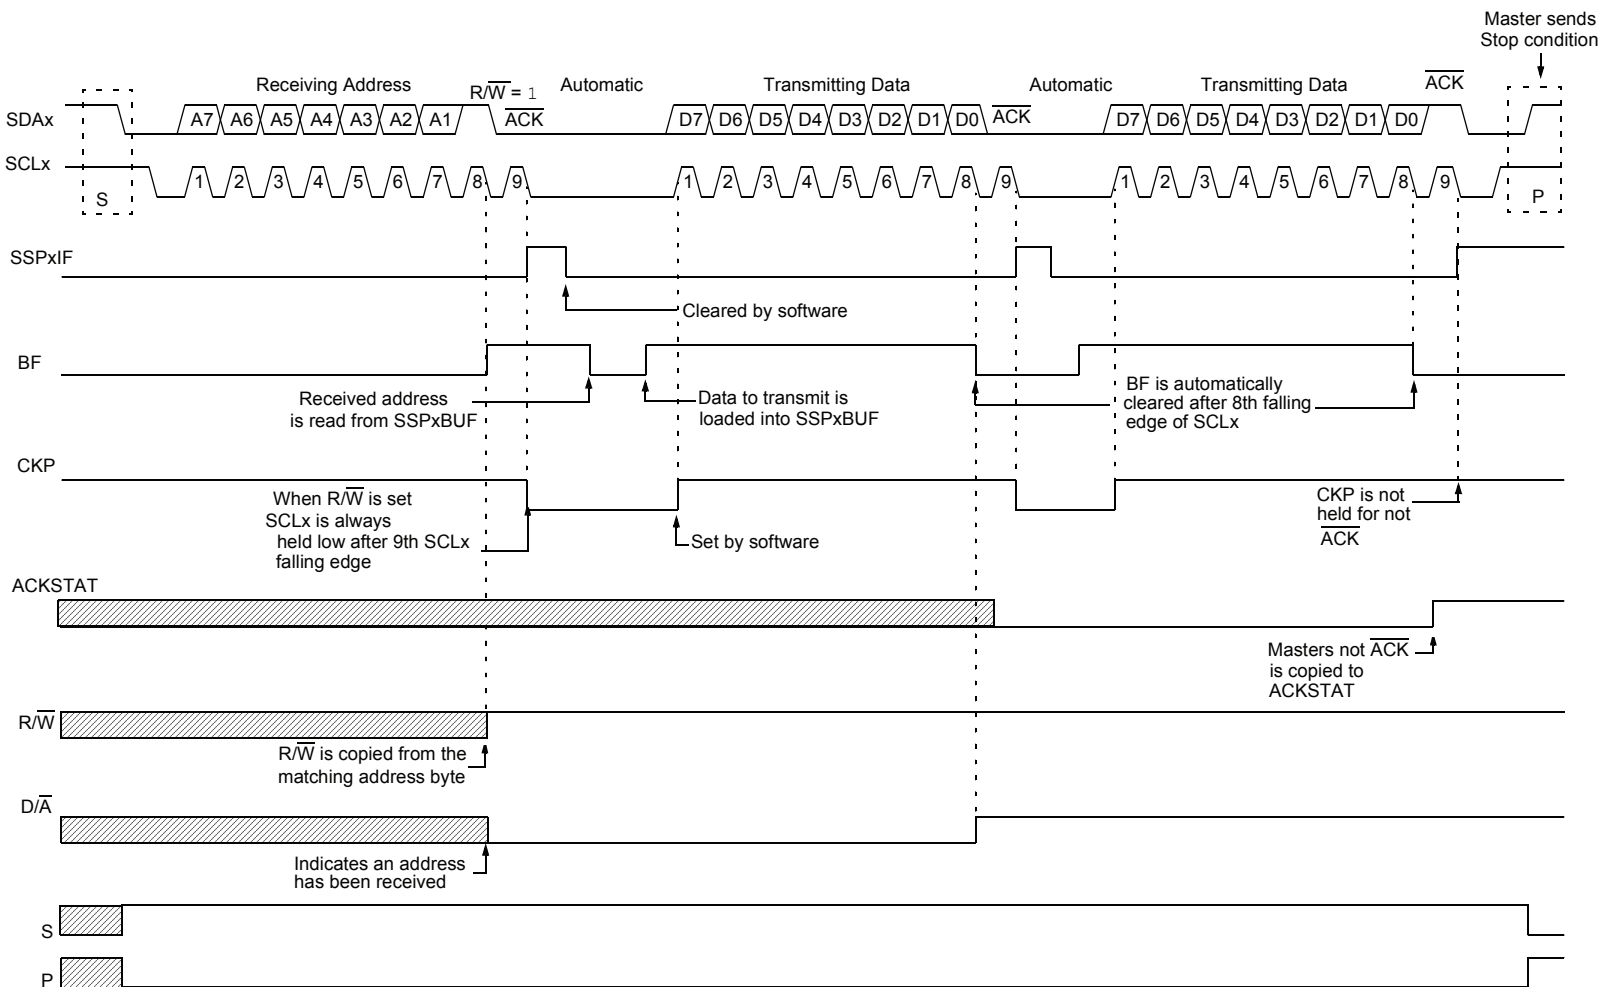 Master sends
Stop condition
Receiving Address
R/W̅ = 1
Automatic
Transmitting Data
Automatic
Transmitting Data
A̅C̅K̅
SDAx
A7 A6 A5 A4 A3 A2 A1
A̅C̅K̅
D7 D6 D5 D4 D3 D2 D1 D0
A̅C̅K̅
D7 D6 D5 D4 D3 D2 D1 D0
SCLx
S
1 2 3 4 5 6 7 8 9
1 2 3 4 5 6 7 8 9
1 2 3 4 5 6 7 8 9
P
SSPxIF
Cleared by software
BF
Received address
is read from SSPxBUF
Data to transmit is
loaded into SSPxBUF
BF is automatically
cleared after 8th falling
edge of SCLx
CKP
When R/W̅ is set
SCLx is always
held low after 9th SCLx
falling edge
Set by software
CKP is not
held for not
A̅C̅K̅
ACKSTAT
Masters not A̅C̅K̅
is copied to
ACKSTAT
R/W̅
R/W̅ is copied from the
matching address byte
D/A̅
Indicates an address
has been received
S
P